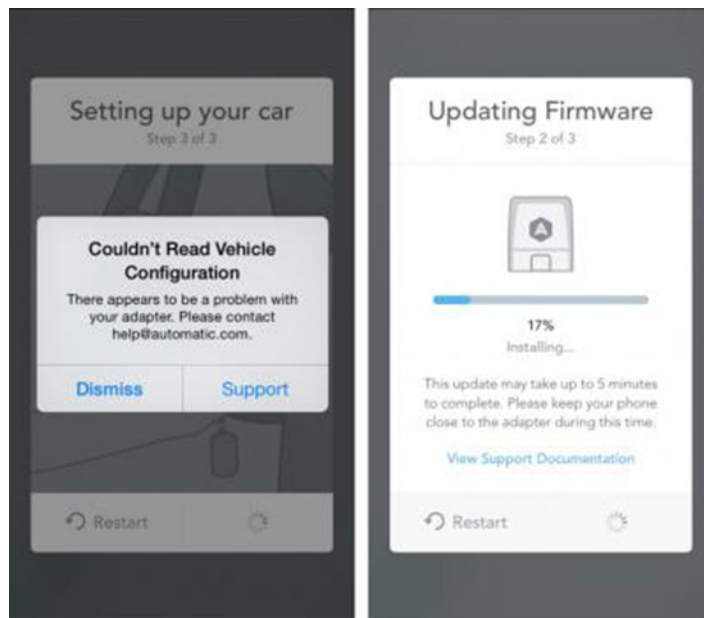 Setting up your car
Step 3 of 3
Couldn't Read Vehicle
Configuration
There appears to be a problem with
your adapter. Please contact
help@automatic.com.
Dismiss
Support
Restart
Updating Firmware
Step 2 of 3
17%
Installing...
This update may take up to 5 minutes
to complete. Please keep your phone
close to the adapter during this time.
View Support Documentation
Restart